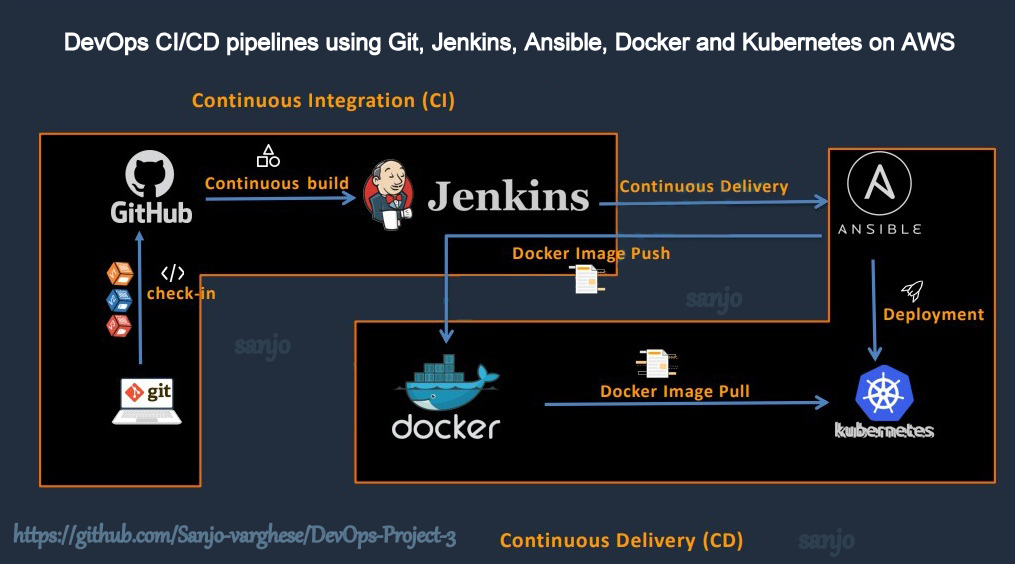 DevOps CI/CD pipelines using Git, Jenkins, Ansible, Docker and Kubernetes on AWS
Continuous Integration (CI)
GitHub
Continuous build
Jenkins
Continuous Delivery
ANSIBLE
Docker Image Push
</>
check-in
sanjo
Deployment
sanjo
git
docker
Docker Image Pull
kubernetes
https://github.com/Sanjo-varghese/DevOps-Project-3
Continuous Delivery (CD)
sanjo